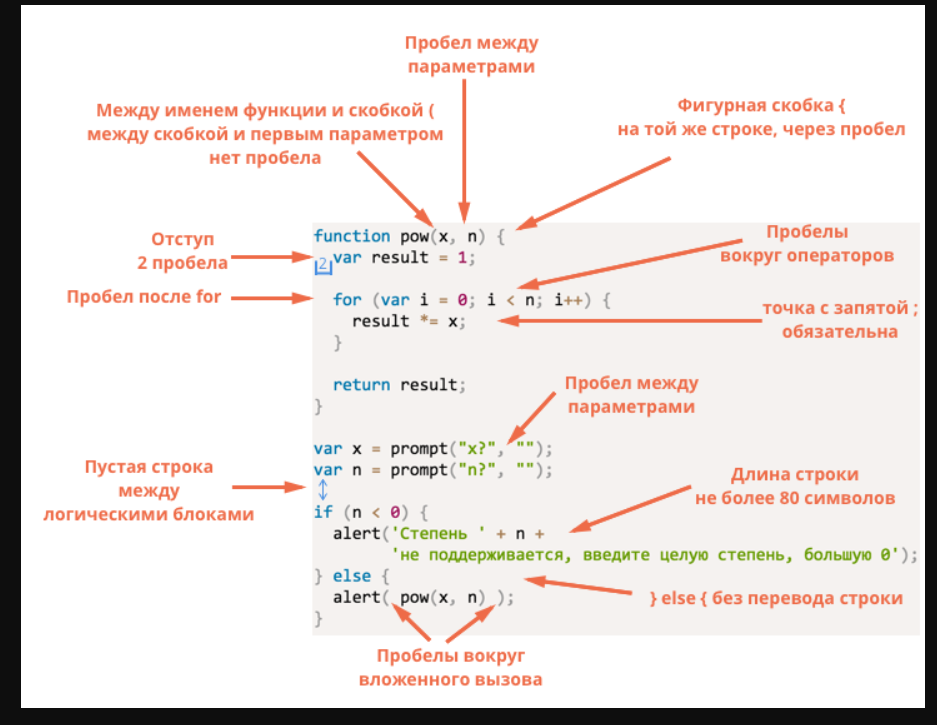 Пробел между
параметрами
Между именем функции и скобкой (
между скобкой и первым параметром
нет пробела
Фигурная скобка {
на той же строке, через пробел
function pow(x, n) {
Отступ
2 пробела
2
var result = 1;
Пробелы
вокруг операторов
Пробел после for
for (var i = 0; i < n; i++) {
result *= x;
}
точка с запятой ;
обязательна
return result;
}
Пробел между
параметрами
var x = prompt("x?", "");
var n = prompt("n?", "");
Пустая строка
между
логическими блоками
Длина строки
не более 80 символов
if (n < 0) {
alert('Степень ' + n +
'не поддерживается, введите целую степень, большую 0');
} else {
alert( pow(x, n) );
}
} else { без перевода строки
Пробелы вокруг
вложенного вызова